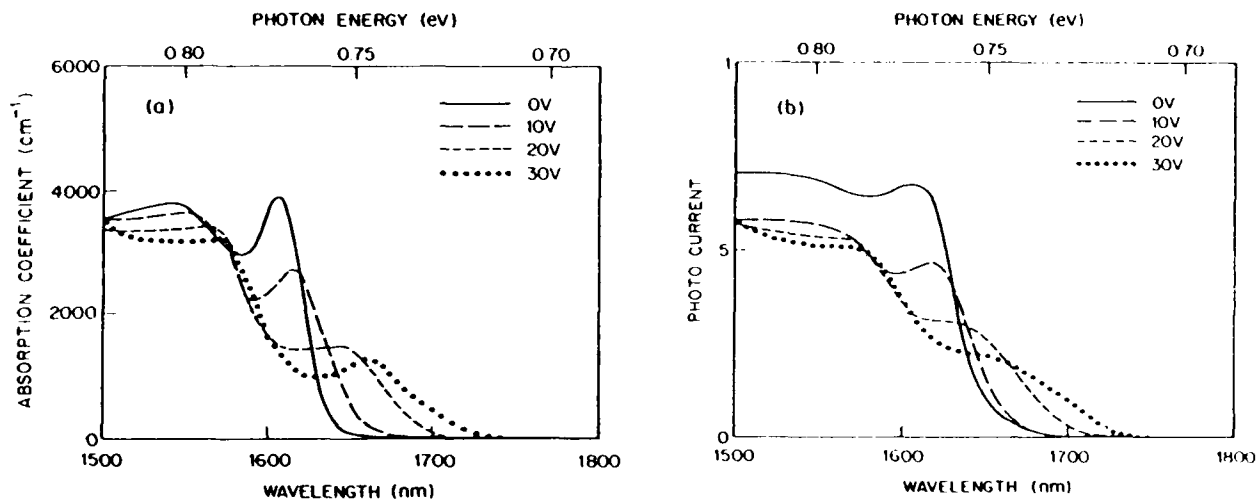 PHOTON ENERGY (eV)
0.80 0.75 0.70
6000
4000
2000
0
ABSORPTION COEFFICIENT (cm⁻¹)
(a)
0V
10V
20V
30V
1500 1600 1700 1800
WAVELENGTH (nm)
PHOTON ENERGY (ev)
0.80 0.75 0.70
1
5
0
PHOTO CURRENT
(b)
0V
10V
20V
30V
1500 1600 1700 1800
WAVELENGTH (nm)